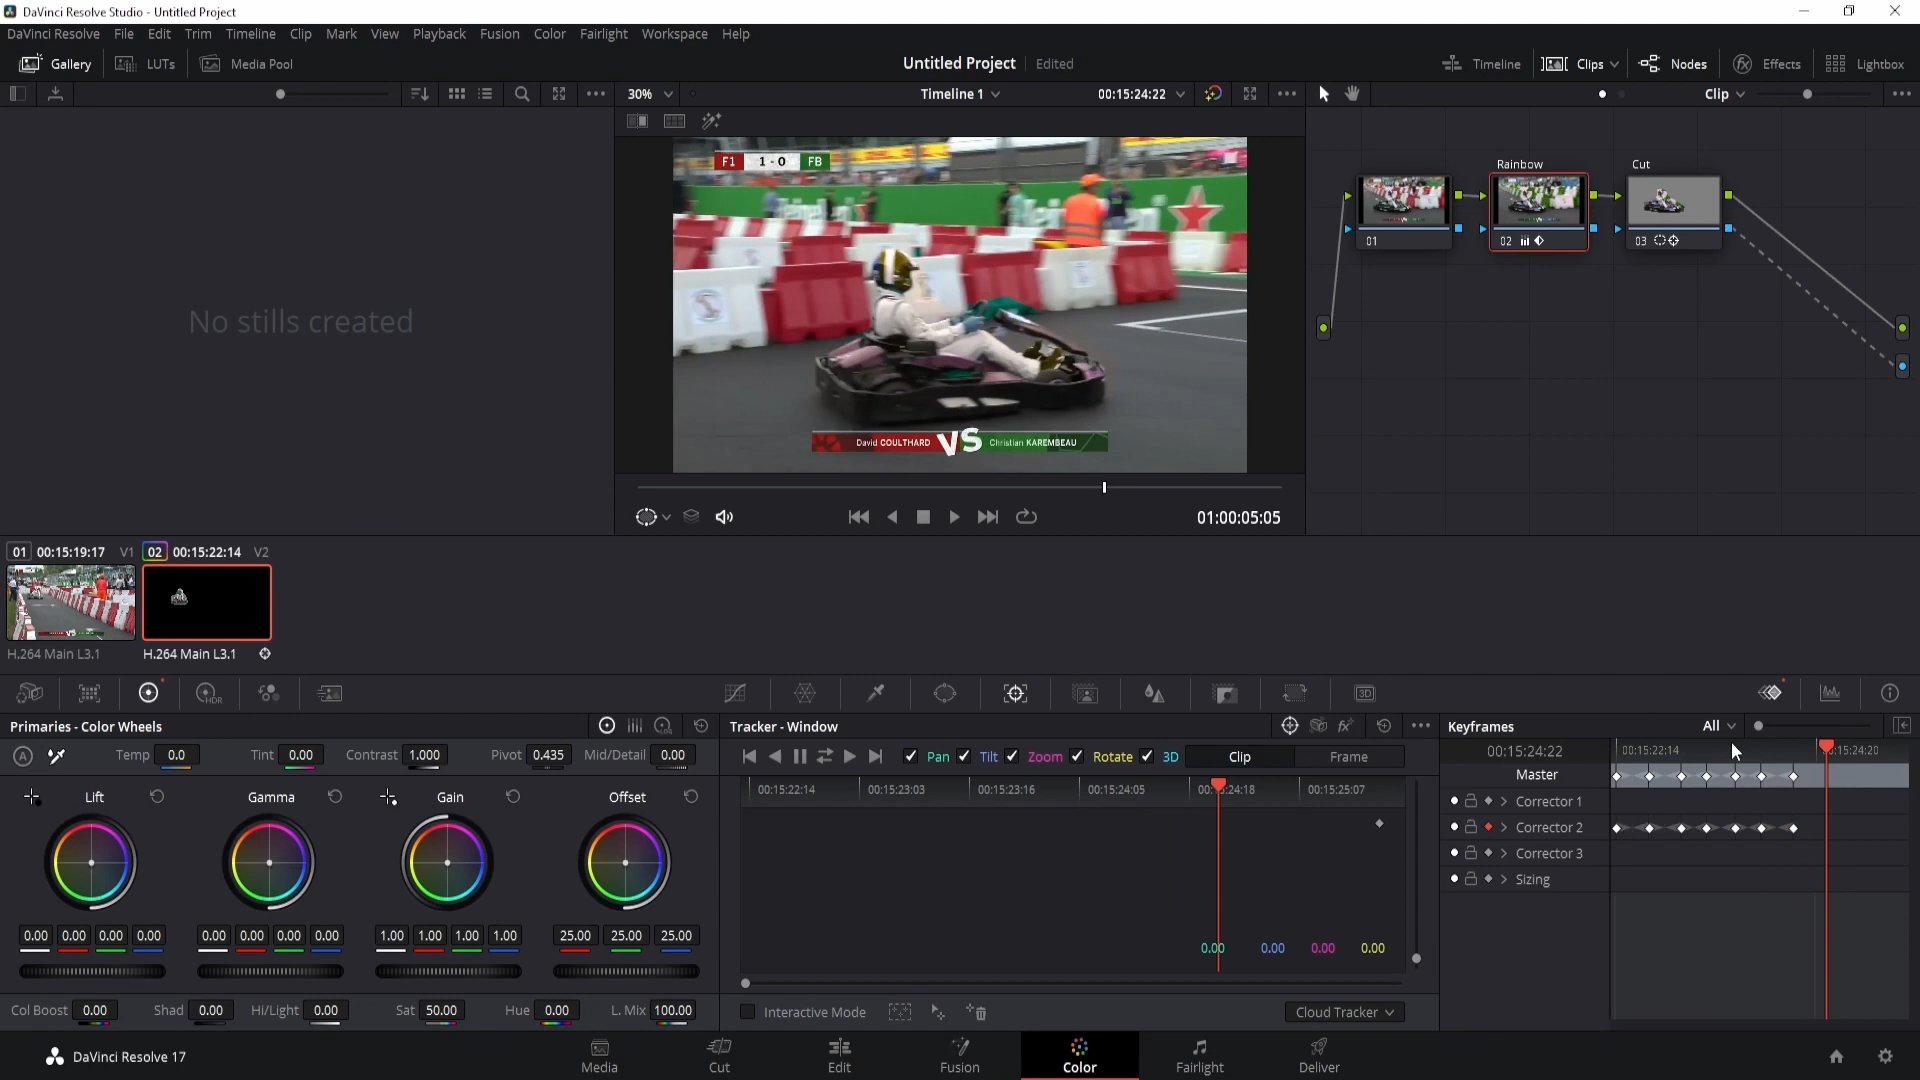 DaVinci Resolve Studio - Untitled Project
DaVinci Resolve File Edit Trim Timeline Clip Mark View Playback Fusion Color Fairlight Workspace Help
Gallery LUTs Media Pool Untitled Project Edited Timeline Clips Nodes Effects Lightbox
30% Timeline 1 00:15:24:22 Clip
F1 1 - 0 FB
No stills created
David COULTHARD VS Christian KAREMBEAU
Rainbow Cut
01 02 03
01:00:05:05
01 00:15:19:17 V1 02 00:15:22:14 V2
H.264 Main L3.1 H.264 Main L3.1
HDR 3D
Primaries - Color Wheels
Temp 0.0 Tint 0.00 Contrast 1.000 Pivot 0.435 Mid/Detail 0.00
Lift Gamma Gain Offset
0.00 0.00 0.00 0.00 0.00 0.00 0.00 0.00 1.00 1.00 1.00 1.00 25.00 25.00 25.00
Col Boost 0.00 Shad 0.00 Hi/Light 0.00 Sat 50.00 Hue 0.00 L. Mix 100.00
Tracker - Window
Pan Tilt Zoom Rotate 3D Clip Frame
00:15:22:14 00:15:23:03 00:15:23:16 00:15:24:05 00:15:24:18 00:15:25:07
0.00 0.00 0.00 0.00
Interactive Mode Cloud Tracker
Keyframes All
00:15:24:22 00:15:22:14 00:15:24:20
Master
Corrector 1
Corrector 2
Corrector 3
Sizing
DaVinci Resolve 17 Media Cut Edit Fusion Color Fairlight Deliver